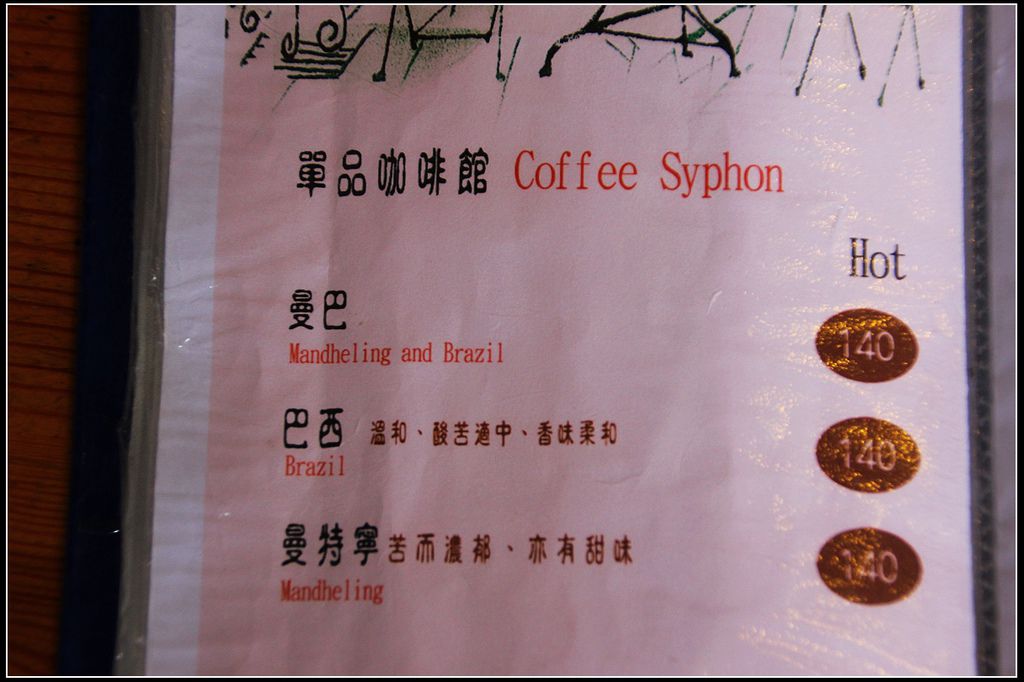 單品咖啡館 Coffee Syphon
Hot
曼巴
Mandheling and Brazil 140
巴西 溫和、酸苦適中、香味柔和
Brazil 140
曼特寧 苦而濃郁、亦有甜味
Mandheling 140